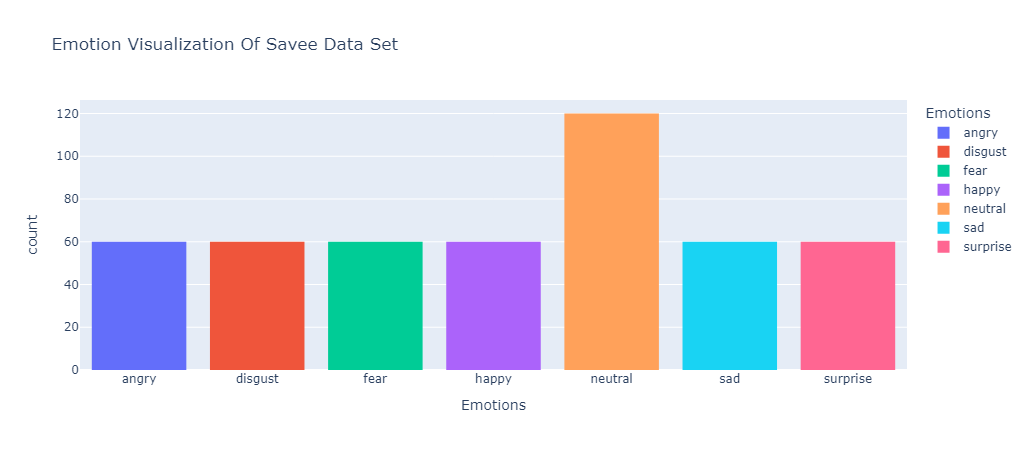 Emotion Visualization Of Savee Data Set
count
120
100
80
60
40
20
0
angry disgust fear happy neutral sad surprise
Emotions
Emotions
angry
disgust
fear
happy
neutral
sad
surprise